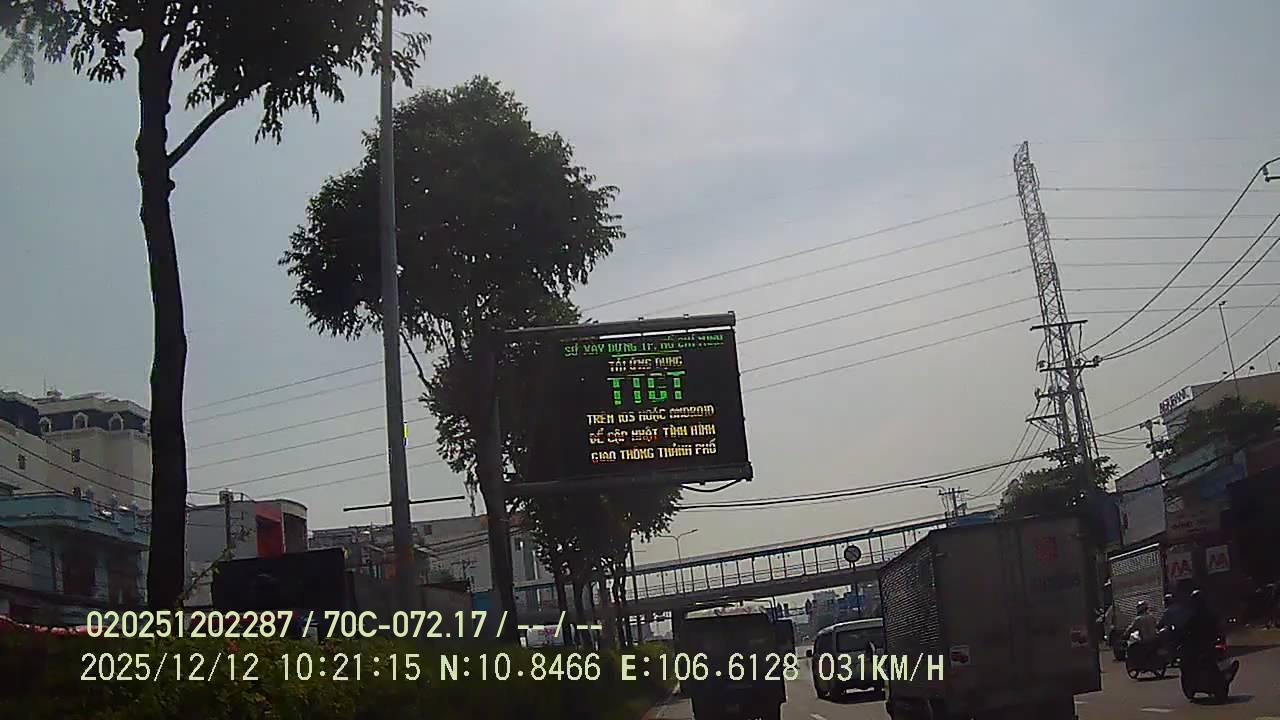 SỞ XÂY DỰNG TP. HỒ CHÍ MINH
TẢI ỨNG DỤNG
TTGT
TRÊN IOS HOẶC ANDROID
ĐỂ CẬP NHẬT TÌNH HÌNH
GIAO THÔNG THÀNH PHỐ
020251202287 / 70C-072.17 / -- / --
2025/12/12 10:21:15 N:10.8466 E:106.6128 031KM/H